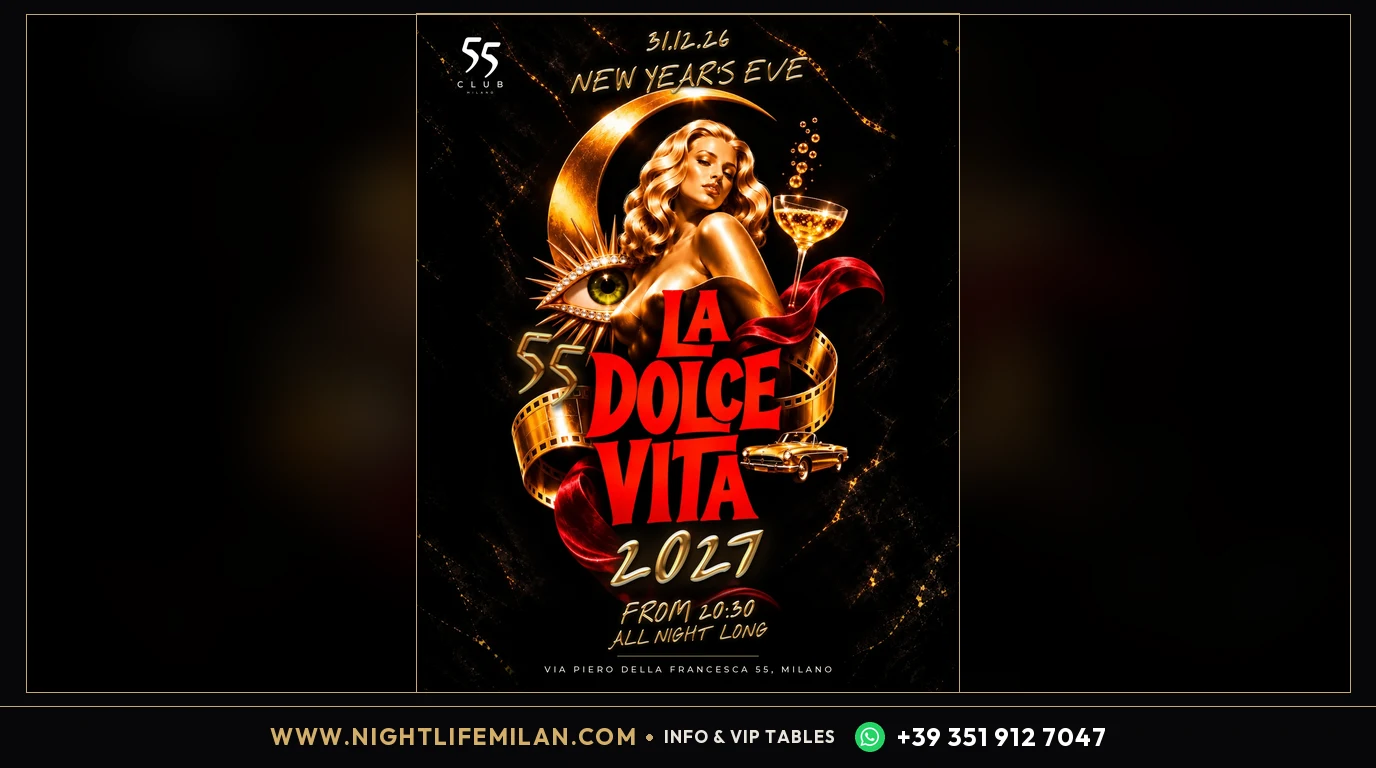 55
CLUB
MILANO
31.12.26
NEW YEAR'S EVE
55
LA
DOLCE
VITA
2027
FROM 20:30
ALL NIGHT LONG
VIA PIERO DELLA FRANCESCA 55, MILANO
WWW.NIGHTLIFEMILAN.COM • INFO & VIP TABLES +39 351 912 7047